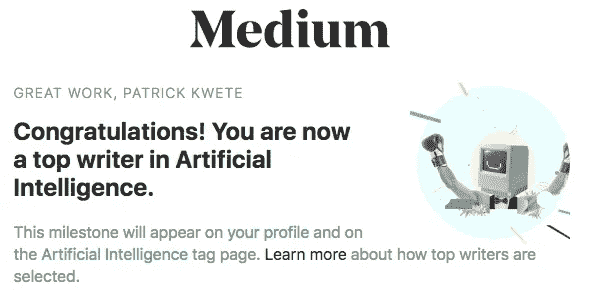 Medium
GREAT WORK, PATRICK KWETE
Congratulations! You are now
a top writer in Artificial
Intelligence.
This milestone will appear on your profile and on
the Artificial Intelligence tag page. Learn more about how top writers are
selected.